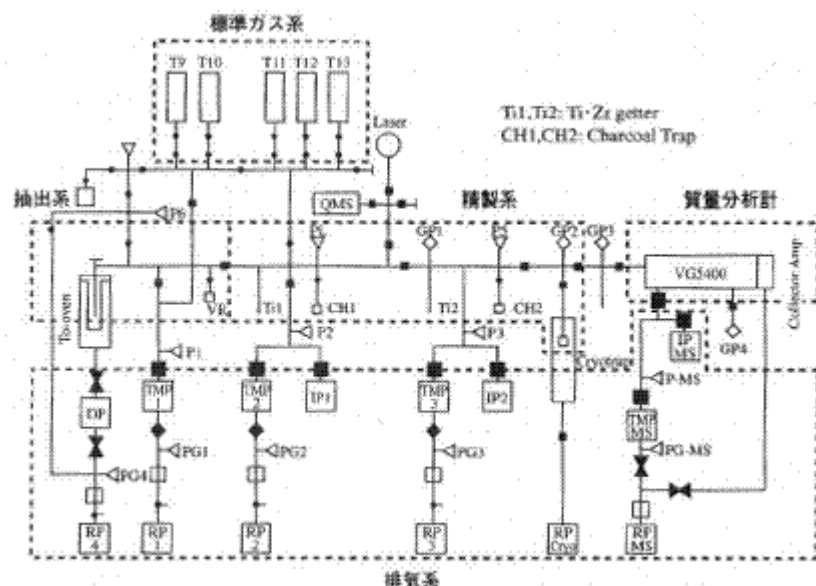 標準ガス系
T9 T10 T11 T12 T13
Ti1,Ti2: Ti-Zr getter
CH1,CH2: Charcoal Trap
Laser
抽出系
QMS
精製系
質量分析計
P6
GP1
GP2
GP3
VG5400
Collector Amp
Ta oven
VR
Ti1
CH1
Ti2
CH2
P1
P2
P3
GP4
IP
MS
P-MS
DP
TMP
1
TMP
2
IP1
TMP
3
IP2
TMP
MS
PG1
PG2
PG3
PG-MS
PG4
RP
4
RP
1
RP
2
RP
3
RP
Cryo
RP
MS
排気系